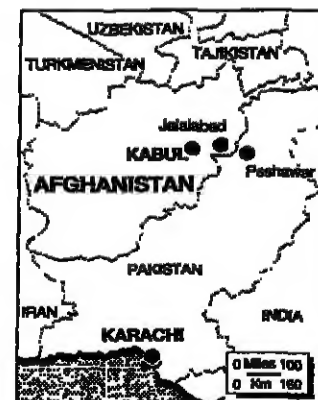 UZBEKISTAN
TAJIKISTAN
TURKMENISTAN
Jalalabad
KABUL
Peshawar
AFGHANISTAN
PAKISTAN
IRAN
INDIA
KARACHI
0 Miles 100
0 Km 160